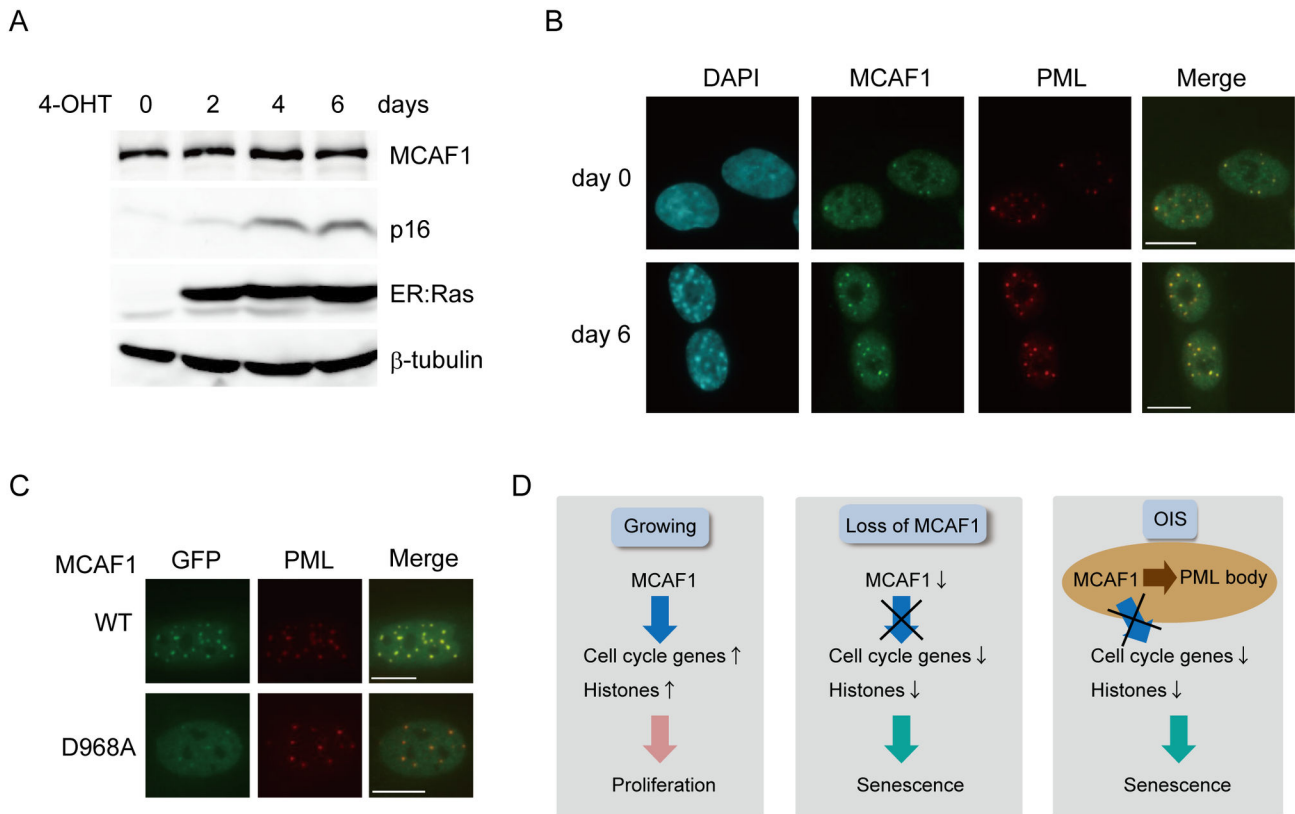 A
4-OHT 0 2 4 6 days
MCAF1
p16
ER:Ras
β-tubulin
B
DAPI MCAF1 PML Merge
day 0
day 6
C
MCAF1 GFP PML Merge
WT
D968A
D
Growing
MCAF1
Cell cycle genes ↑
Histones ↑
Proliferation
Loss of MCAF1
MCAF1 ↓
Cell cycle genes ↓
Histones ↓
Senescence
OIS
MCAF1 PML body
Cell cycle genes ↓
Histones ↓
Senescence